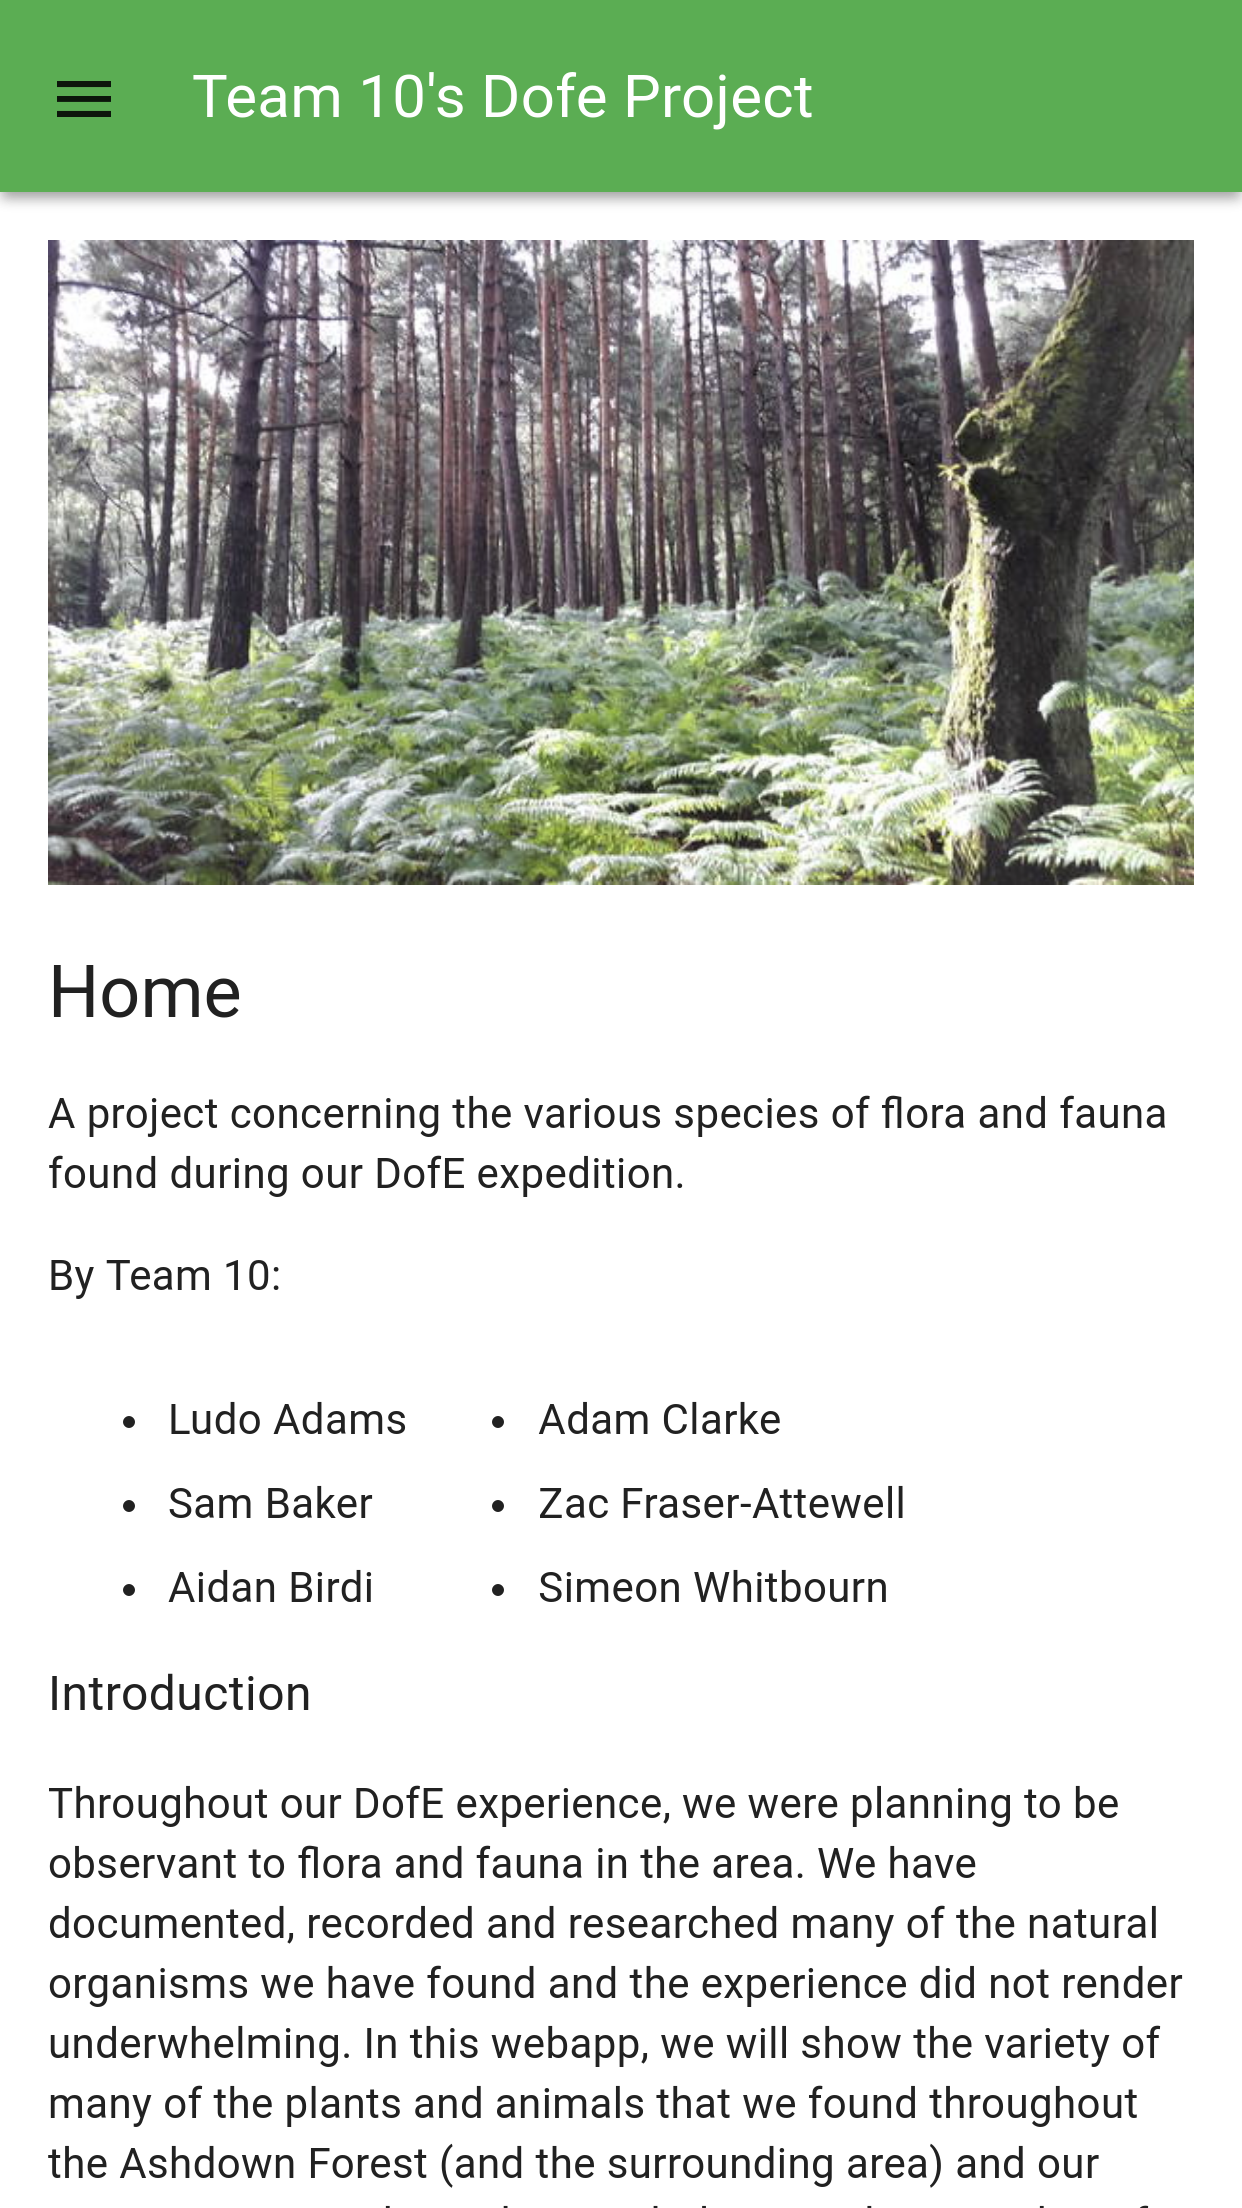 Team 10's Dofe Project
Home
A project concerning the various species of flora and fauna
found during our DofE expedition.
By Team 10:
Ludo Adams
Sam Baker
Aidan Birdi
Adam Clarke
Zac Fraser-Attewell
Simeon Whitbourn
Introduction
Throughout our DofE experience, we were planning to be
observant to flora and fauna in the area. We have
documented, recorded and researched many of the natural
organisms we have found and the experience did not render
underwhelming. In this webapp, we will show the variety of
many of the plants and animals that we found throughout
the Ashdown Forest (and the surrounding area) and our